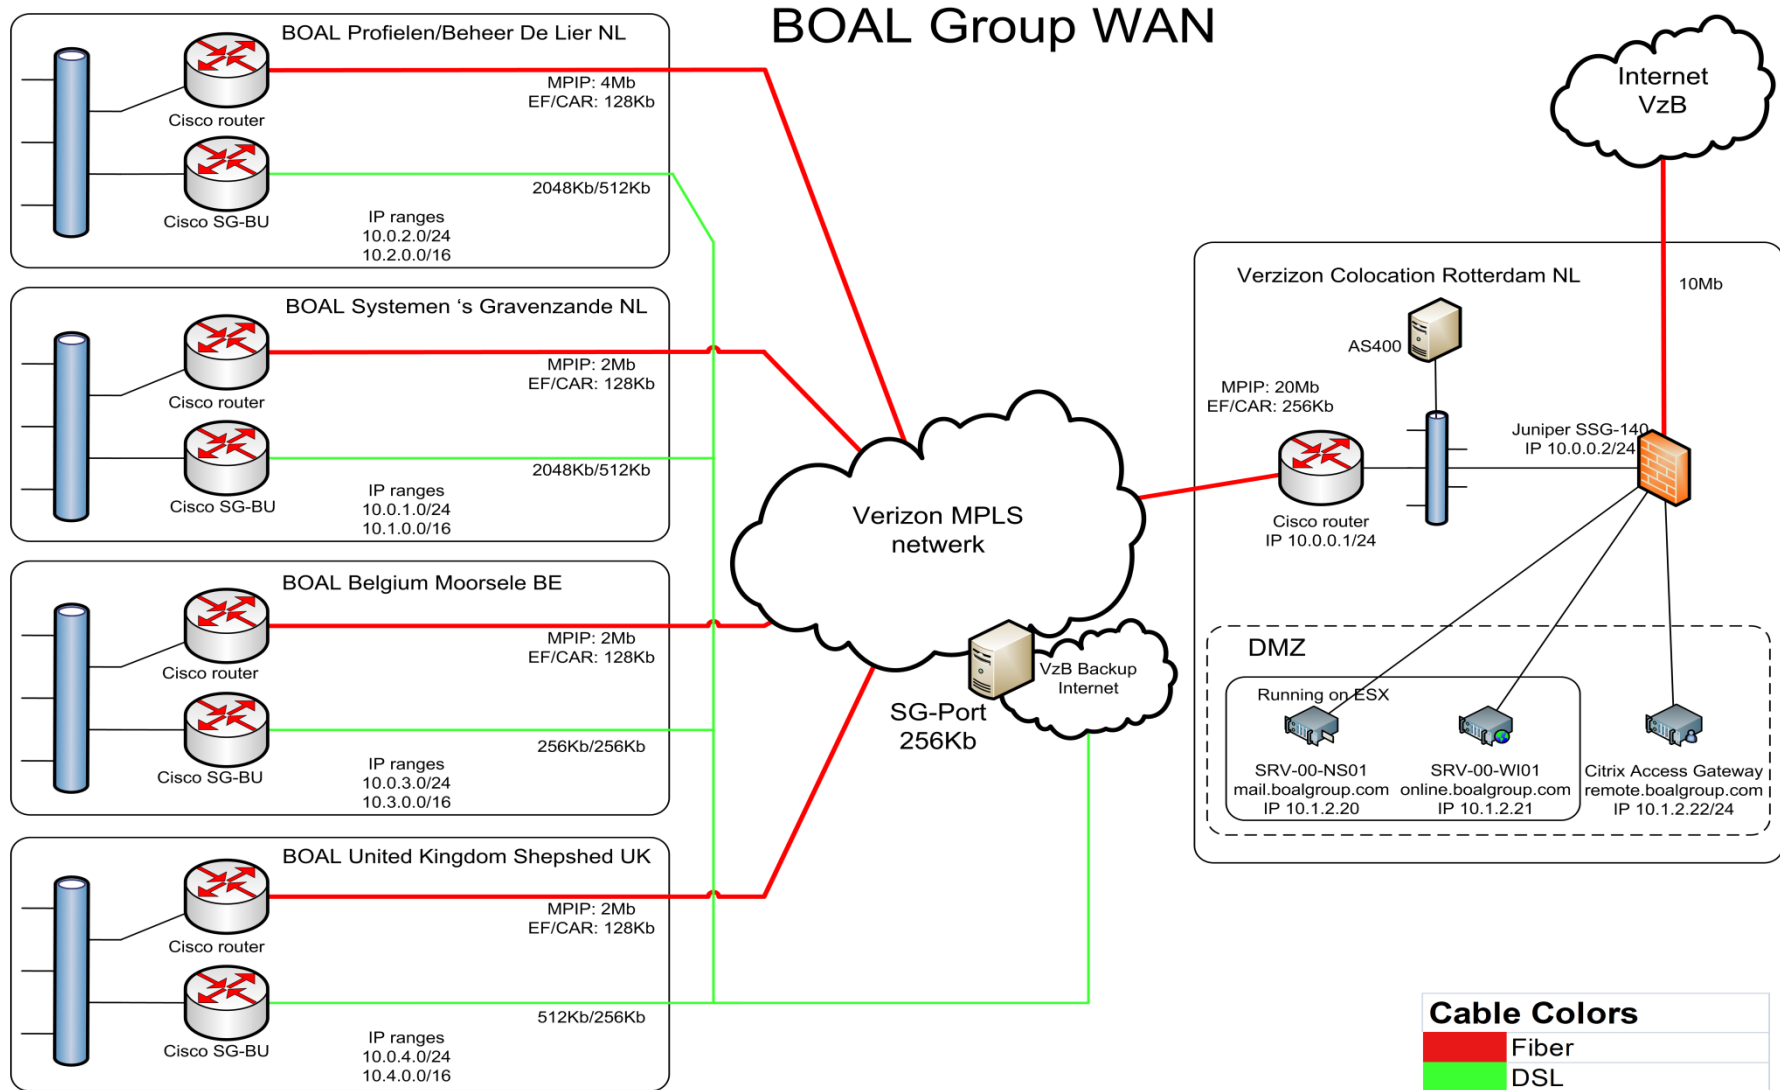 BOAL Group WAN
BOAL Profielen/Beheer De Lier NL
MPIP: 4Mb
EF/CAR: 128Kb
Cisco router
2048Kb/512Kb
Cisco SG-BU
IP ranges
10.0.2.0/24
10.2.0.0/16
BOAL Systemen ‘s Gravenzande NL
MPIP: 2Mb
EF/CAR: 128Kb
Cisco router
2048Kb/512Kb
Cisco SG-BU
IP ranges
10.0.1.0/24
10.1.0.0/16
BOAL Belgium Moorsele BE
MPIP: 2Mb
EF/CAR: 128Kb
Cisco router
256Kb/256Kb
Cisco SG-BU
IP ranges
10.0.3.0/24
10.3.0.0/16
BOAL United Kingdom Shepshed UK
MPIP: 2Mb
EF/CAR: 128Kb
Cisco router
512Kb/256Kb
Cisco SG-BU
IP ranges
10.0.4.0/24
10.4.0.0/16
Verizon MPLS
netwerk
SG-Port
256Kb
VzB Backup
Internet
Internet
VzB
10Mb
Verzizon Colocation Rotterdam NL
AS400
MPIP: 20Mb
EF/CAR: 256Kb
Juniper SSG-140
IP 10.0.0.2/24
Cisco router
IP 10.0.0.1/24
DMZ
Running on ESX
SRV-00-NS01
mail.boalgroup.com
IP 10.1.2.20
SRV-00-WI01
online.boalgroup.com
IP 10.1.2.21
Citrix Access Gateway
remote.boalgroup.com
IP 10.1.2.22/24
Cable Colors
Fiber
DSL